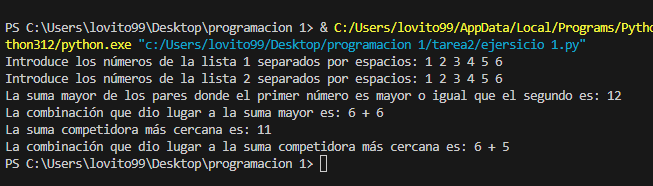 PS C:\Users\lovito99\Desktop\programacion 1> & C:/Users/lovito99/AppData/Local/Programs/Pytho
thon312/python.exe "c:/Users/lovito99/Desktop/programacion 1/tarea2/ejersicio 1.py"
Introduce los números de la lista 1 separados por espacios: 1 2 3 4 5 6
Introduce los números de la lista 2 separados por espacios: 1 2 3 4 5 6
La suma mayor de los pares donde el primer número es mayor o igual que el segundo es: 12
La combinación que dio lugar a la suma mayor es: 6 + 6
La suma competidora más cercana es: 11
La combinación que dio lugar a la suma competidora más cercana es: 6 + 5
PS C:\Users\lovito99\Desktop\programacion 1>